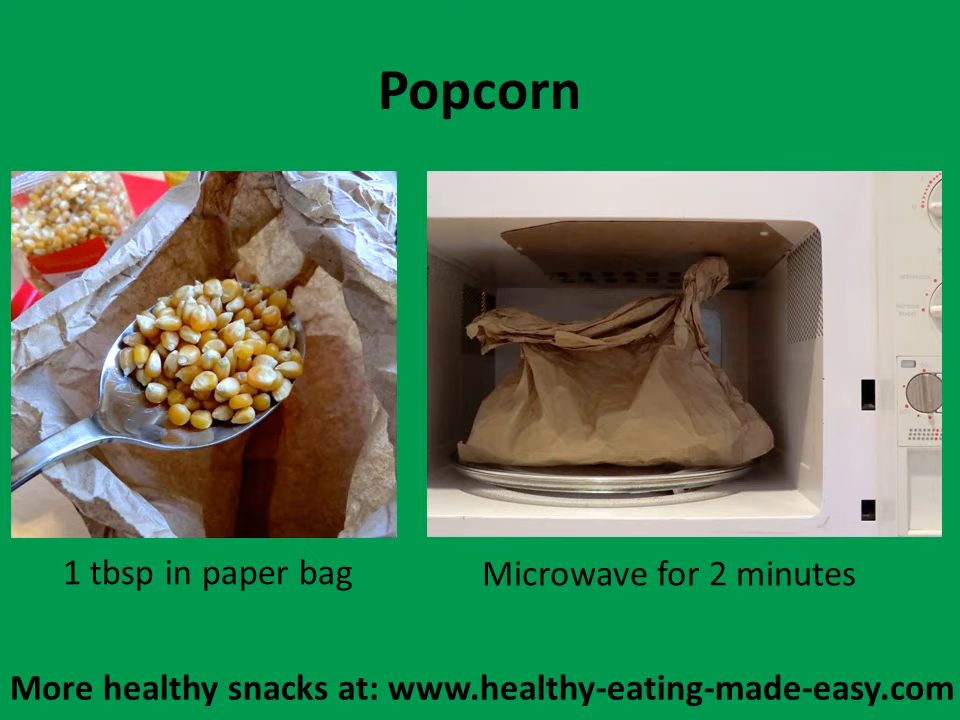 Popcorn
1 tbsp in paper bag
Microwave for 2 minutes
More healthy snacks at: www.healthy-eating-made-easy.com